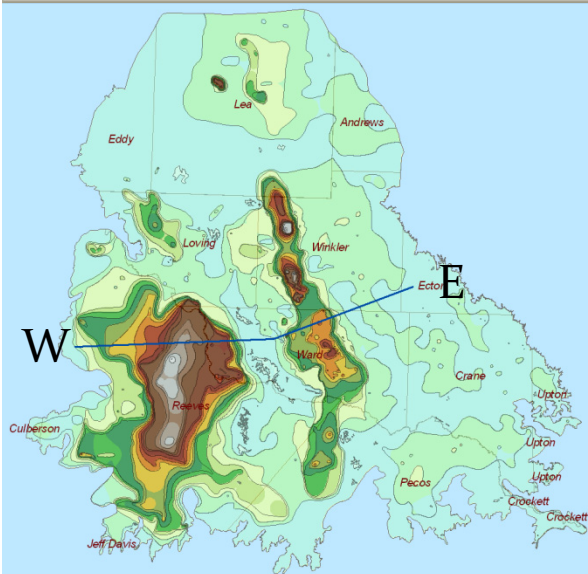 Lea
Andrews
Eddy
Loving
Winkler
Ector
E
W
Ward
Reeves
Crane
Upton
Culberson
Upton
Pecos
Upton
Crockett
Crockett
Jeff Davis